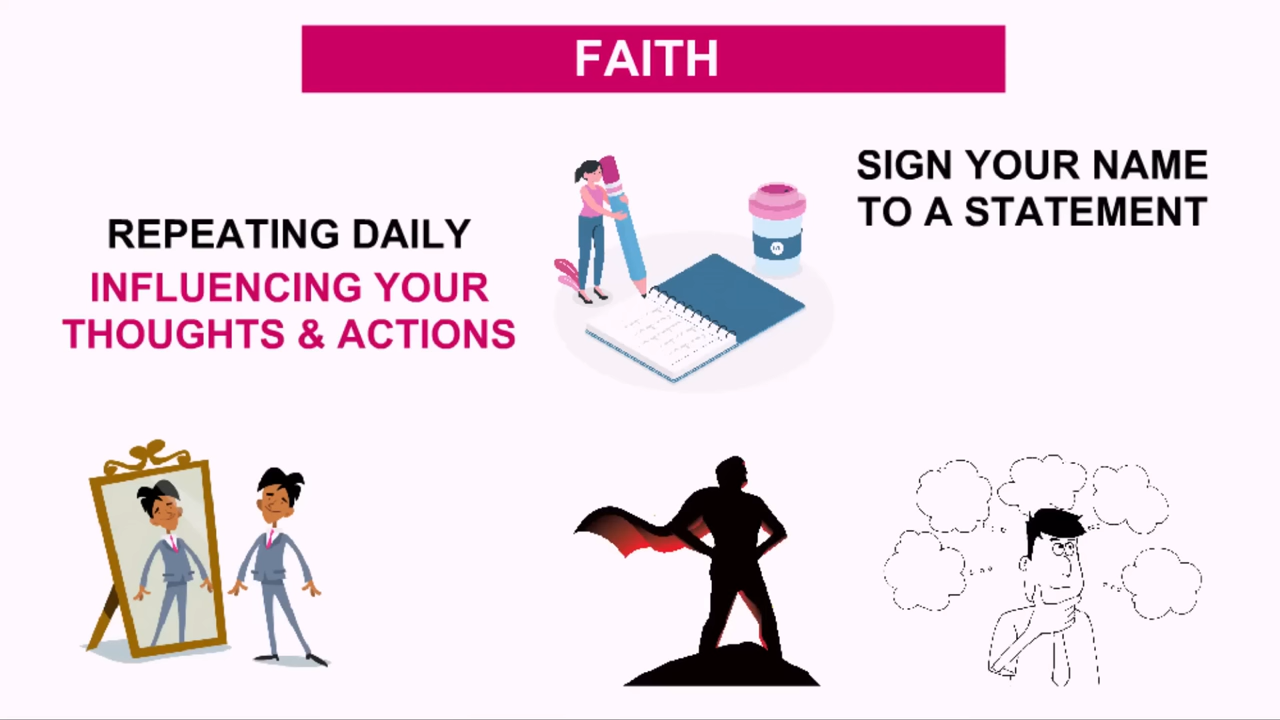 FAITH
SIGN YOUR NAME
TO A STATEMENT
REPEATING DAILY
INFLUENCING YOUR
THOUGHTS & ACTIONS